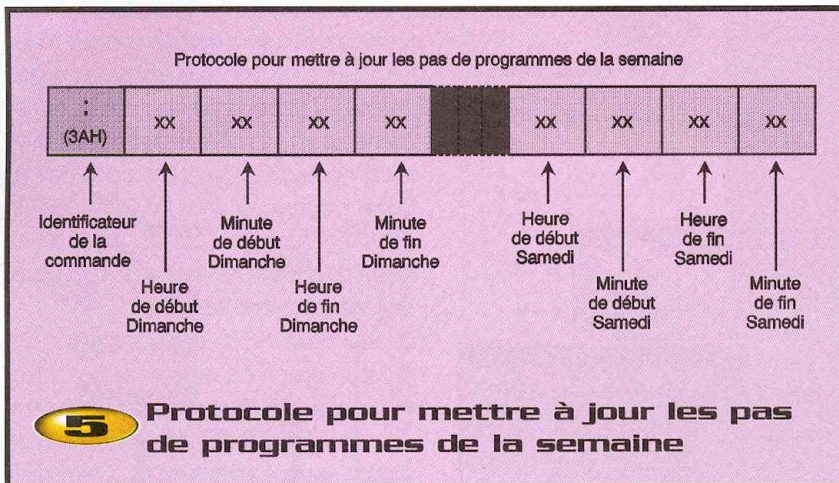 Protocole pour mettre à jour les pas de programmes de la semaine
:
(3AH)
xx
xx
xx
xx
xx
xx
xx
xx
Identificateur
de la
commande
Heure
de début
Dimanche
Minute
de début
Dimanche
Heure
de fin
Dimanche
Minute
de fin
Dimanche
Heure
de début
Samedi
Minute
de début
Samedi
Heure
de fin
Samedi
Minute
de fin
Samedi
5
Protocole pour mettre à jour les pas
de programmes de la semaine